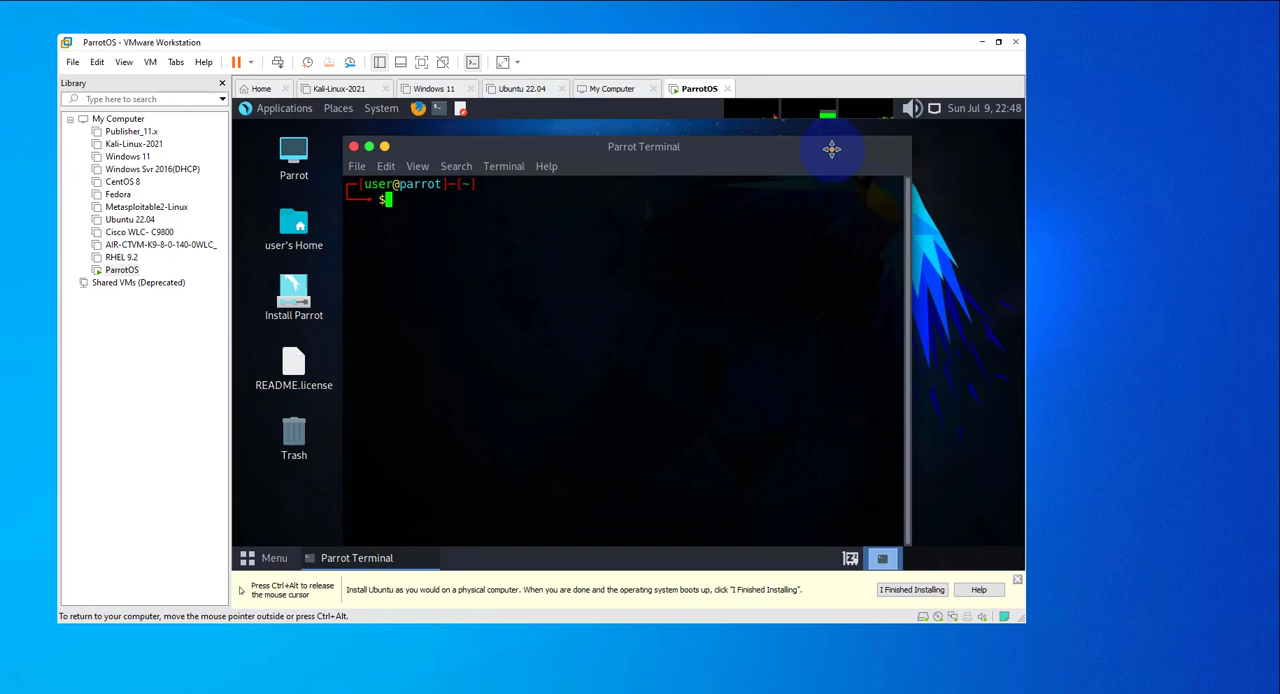 ParrotOS - VMware Workstation
File Edit View VM Tabs Help
Library
Type here to search
My Computer
Publisher_11.x
Kali-Linux-2021
Windows 11
Windows Svr 2016(DHCP)
CentOS 8
Fedora
Metasploitable2-Linux
Ubuntu 22.04
Cisco WLC- C9800
AIR-CTVM-K9-8-0-140-0WLC_
RHEL 9.2
ParrotOS
Shared VMs (Deprecated)
Home Kali-Linux-2021 Windows 11 Ubuntu 22.04 My Computer ParrotOS
Applications Places System Sun Jul 9, 22:48
Parrot
user's Home
Install Parrot
README.license
Trash
Parrot Terminal
File Edit View Search Terminal Help
[user@parrot]-[~]
$
Menu Parrot Terminal
Press Ctrl+Alt to release
the mouse cursor
Install Ubuntu as you would on a physical computer. When you are done and the operating system boots up, click "I Finished Installing".
I Finished Installing Help
To return to your computer, move the mouse pointer outside or press Ctrl+Alt.